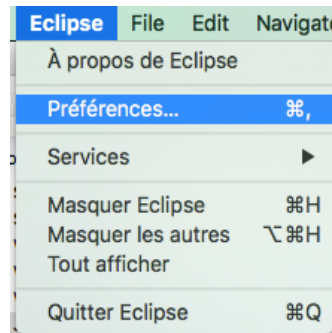 Eclipse File Edit Navigat
À propos de Eclipse
Préférences... ⌘,
Services ▶
Masquer Eclipse ⌘H
Masquer les autres ⌥⌘H
Tout afficher
Quitter Eclipse ⌘Q